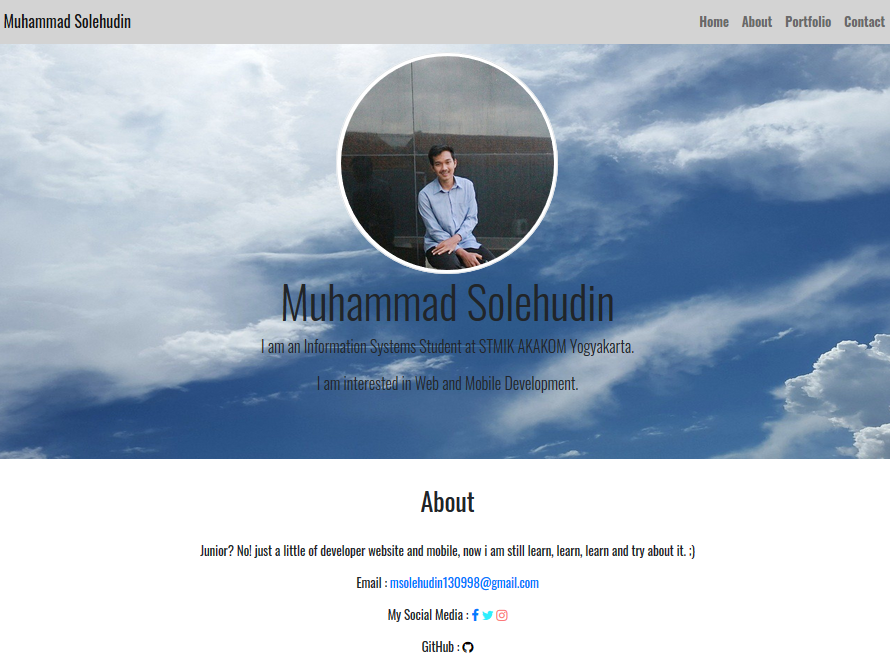 Muhammad Solehudin
Home About Portfolio Contact
Muhammad Solehudin
I am an Information Systems Student at STMIK AKAKOM Yogyakarta.
I am interested in Web and Mobile Development.
About
Junior? No! just a little of developer website and mobile, now i am still learn, learn, learn and try about it. :)
Email : msolehudin130998@gmail.com
My Social Media :
GitHub :